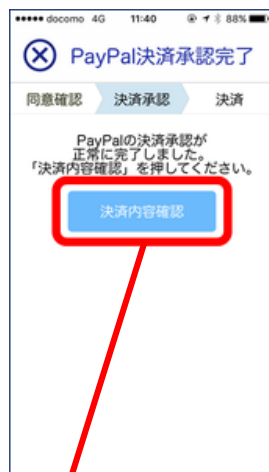 docomo 4G 11:40 88%
PayPal決済承認完了
同意確認 決済承認 決済
PayPalの決済承認が
正常に完了しました。
「決済内容確認」を押してください。
決済内容確認